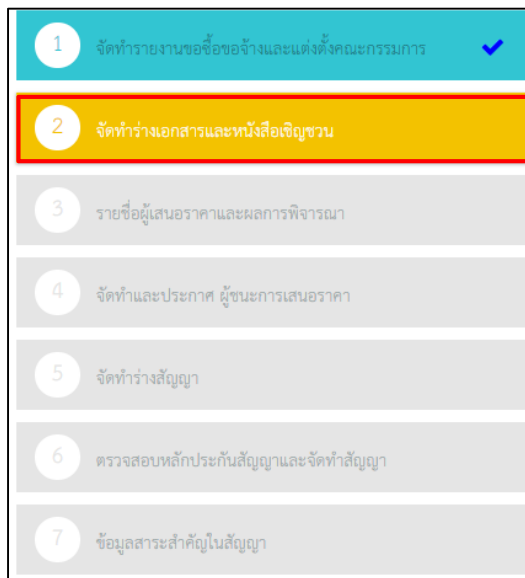 1 จัดทำรายงานขอซื้อขอจ้างและแต่งตั้งคณะกรรมการ
2 จัดทำร่างเอกสารและหนังสือเชิญชวน
3 รายชื่อผู้เสนอราคาและผลการพิจารณา
4 จัดทำและประกาศ ผู้ชนะการเสนอราคา
5 จัดทำร่างสัญญา
6 ตรวจสอบหลักประกันสัญญาและจัดทำสัญญา
7 ข้อมูลสาระสำคัญในสัญญา